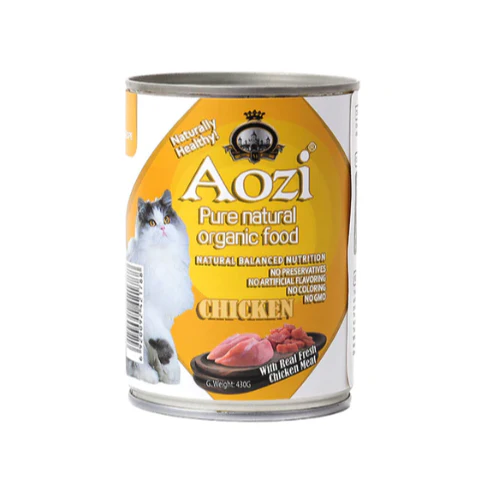 Naturally
Healthy!
Aozi®
Pure natural
organic food
NATURAL BALANCED NUTRITION
NO PRESERVATIVES
NO ARTIFICIAL FLAVORING
NO COLORING
NO GMO
CHICKEN
With Real Fresh
Chicken Meat
G.Weight: 430G